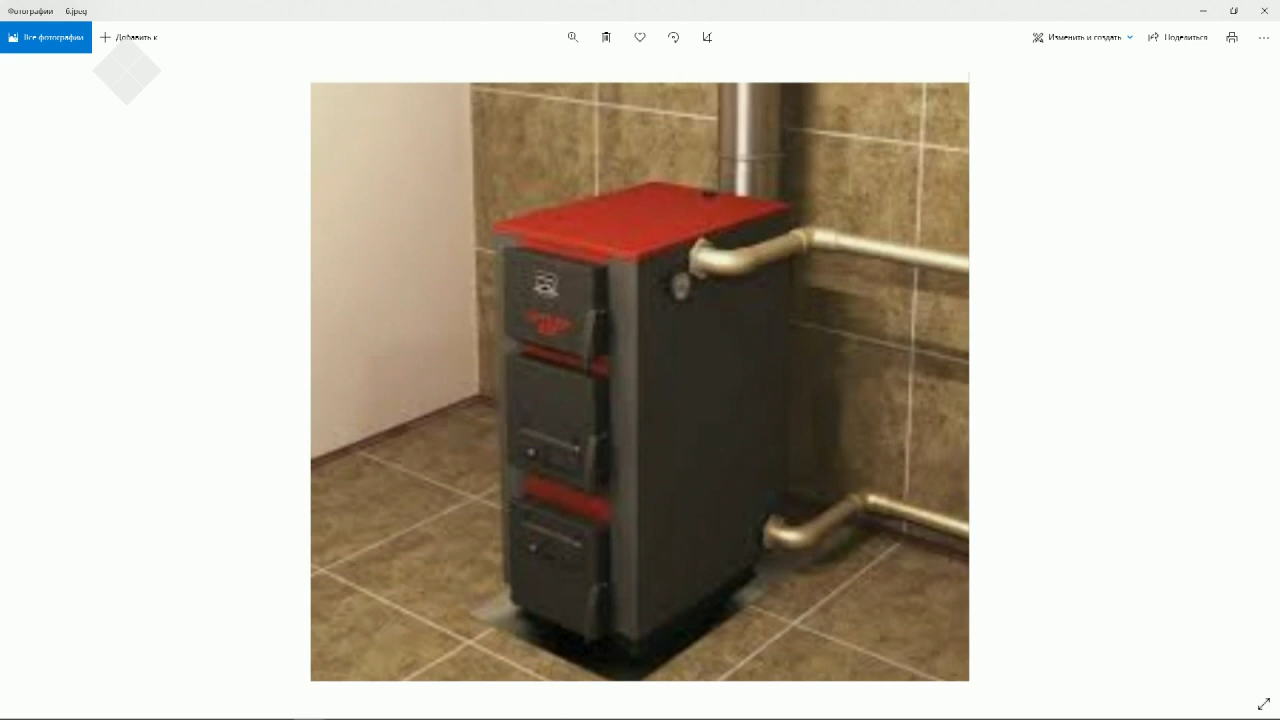 Фотографии - 6.jpeg
Все фотографии
Добавить к
Изменить и создать
Поделиться